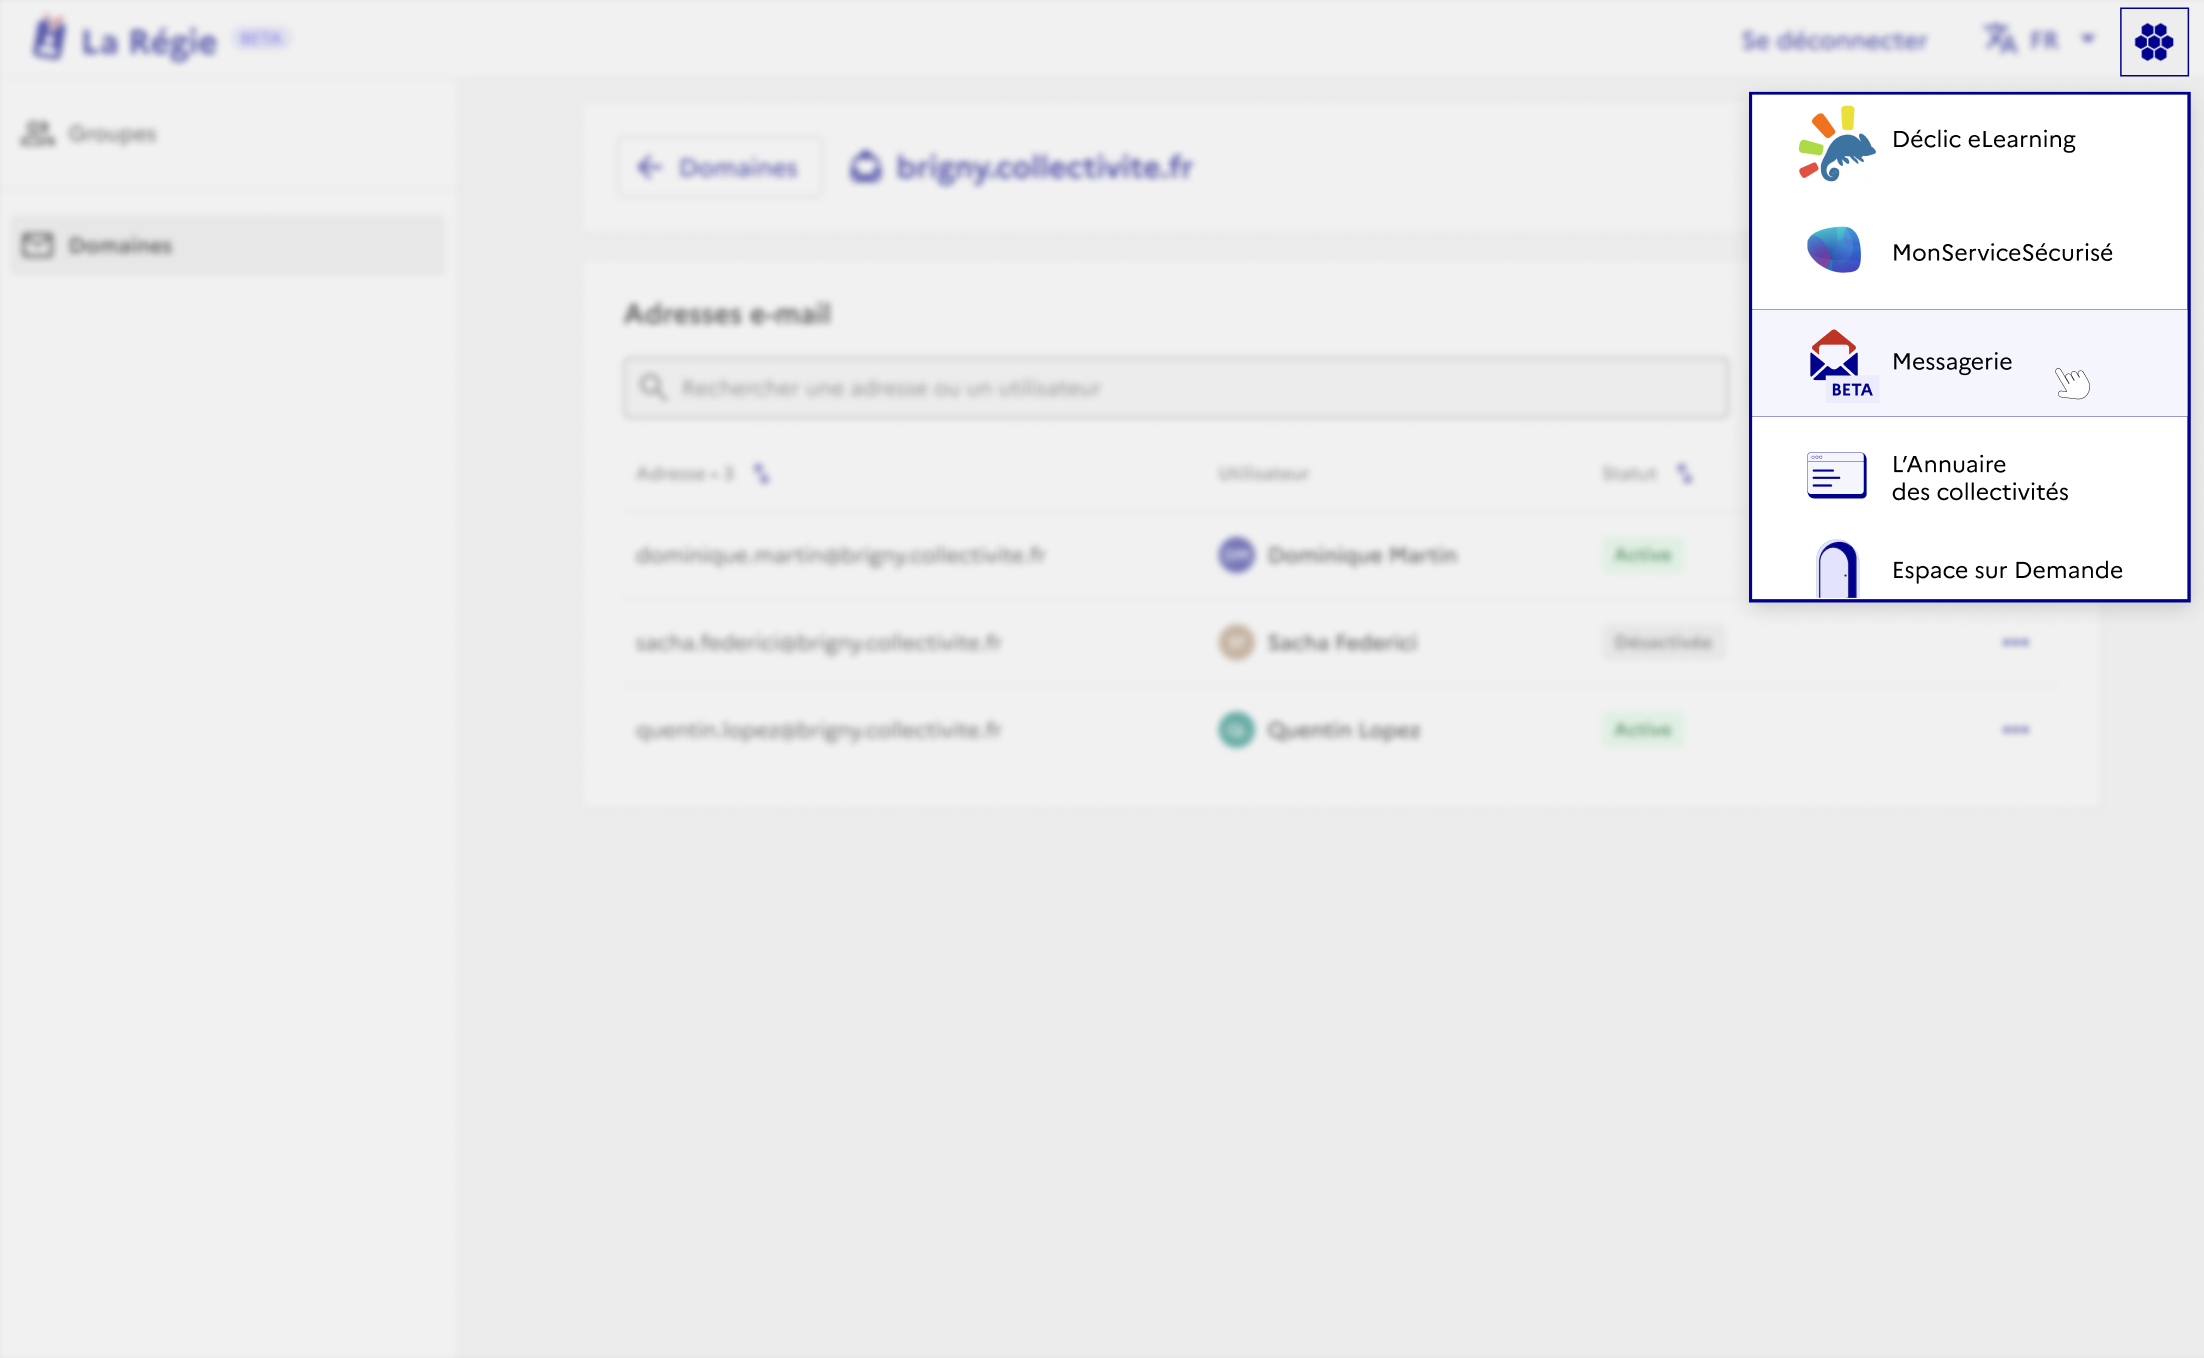 La Régie BETA
Se déconnecter FR
Groupes
Domaines
Domaines brigny.collectivite.fr
Adresses e-mail
Rechercher une adresse ou un utilisateur
Adresse • 3 Utilisateur Statut
dominique.martin@brigny.collectivite.fr DM Dominique Martin Active
sacha.federici@brigny.collectivite.fr Sacha Federici Désactivée
quentin.lopez@brigny.collectivite.fr Quentin Lopez Active
Déclic eLearning
MonServiceSécurisé
Messagerie
BETA
L’Annuaire
des collectivités
Espace sur Demande